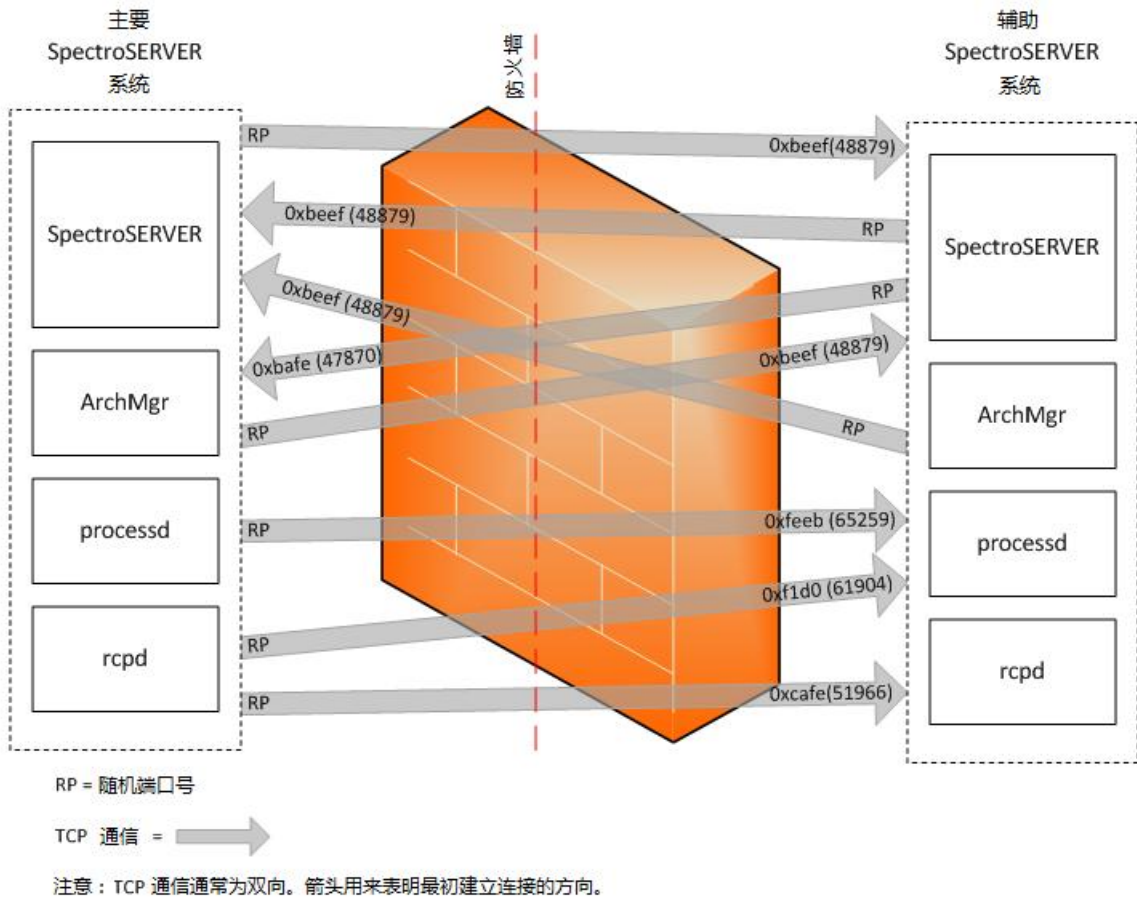 主要
SpectroSERVER
系统
防火墙
辅助
SpectroSERVER
系统
RP
0xbeef(48879)
SpectroSERVER
0xbeef (48879)
RP
SpectroSERVER
0xbeef (48879)
RP
0xbafe (47870)
0xbeef (48879)
ArchMgr
RP
RP
ArchMgr
processd
RP
0xfeeb (65259)
processd
0xf1d0 (61904)
rcpd
RP
rcpd
RP
0xcafe(51966)
RP = 随机端口号
TCP 通信 =
注意：TCP 通信通常为双向。箭头用来表明最初建立连接的方向。